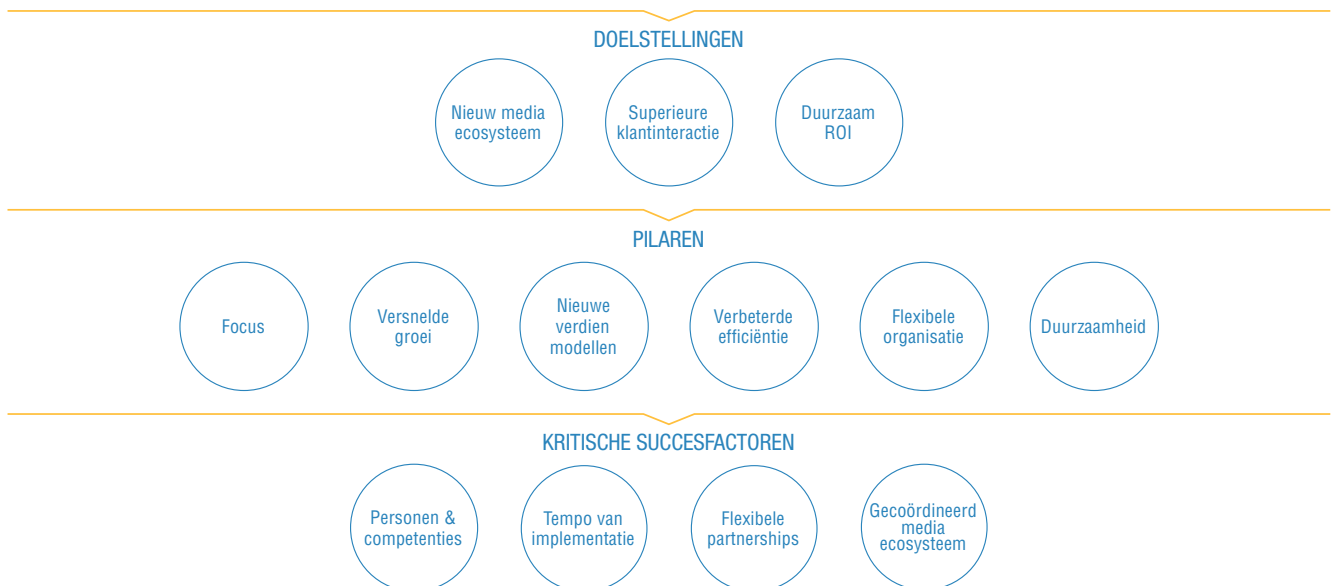 DOELSTELLINGEN
Nieuw media
ecosysteem
Superieure
klantinteractie
Duurzaam
ROI
PILAREN
Focus
Versnelde
groei
Nieuwe
verdien
modellen
Verbeterde
efficiëntie
Flexibele
organisatie
Duurzaamheid
KRITISCHE SUCCESFACTOREN
Personen &
competenties
Tempo van
implementatie
Flexibele
partnerships
Gecoördineerd
media
ecosysteem